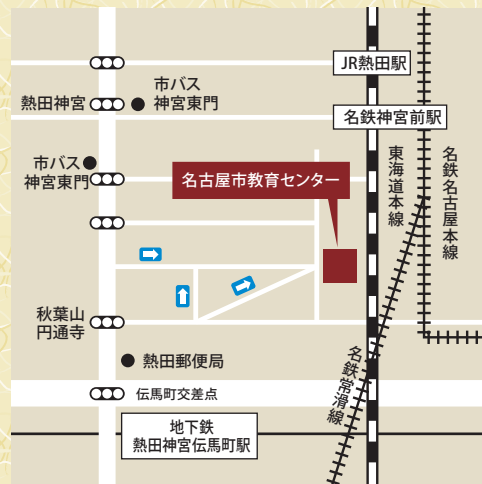 JR熱田駅
市バス
神宮東門
熱田神宮
名鉄神宮前駅
市バス
神宮東門
名古屋市教育センター
東海道本線
名鉄名古屋本線
秋葉山
円通寺
熱田郵便局
名鉄常滑線
伝馬町交差点
地下鉄
熱田神宮伝馬町駅